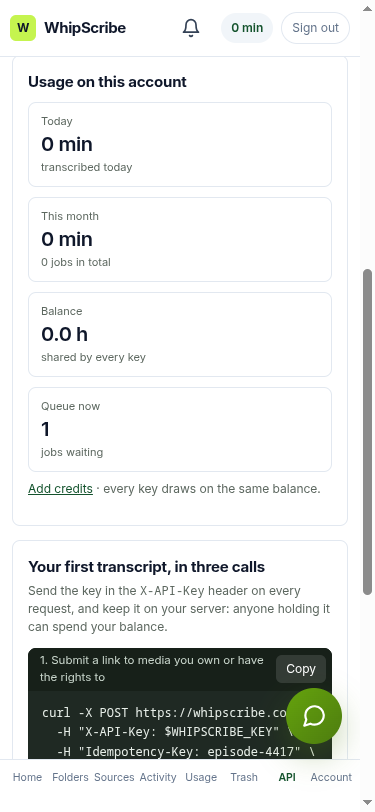 W WhipScribe 0 min Sign out
Usage on this account
Today
0 min
transcribed today
This month
0 min
0 jobs in total
Balance
0.0 h
shared by every key
Queue now
1
jobs waiting
Add credits · every key draws on the same balance.
Your first transcript, in three calls
Send the key in the X-API-Key header on every
request, and keep it on your server: anyone holding it
can spend your balance.
1. Submit a link to media you own or have
the rights to
Copy
curl -X POST https://whipscribe.co
-H "X-API-Key: $WHIPSCRIBE_KEY" \
-H "Idempotency-Key: episode-4417" \
Home Folders Sources Activity Usage Trash API Account